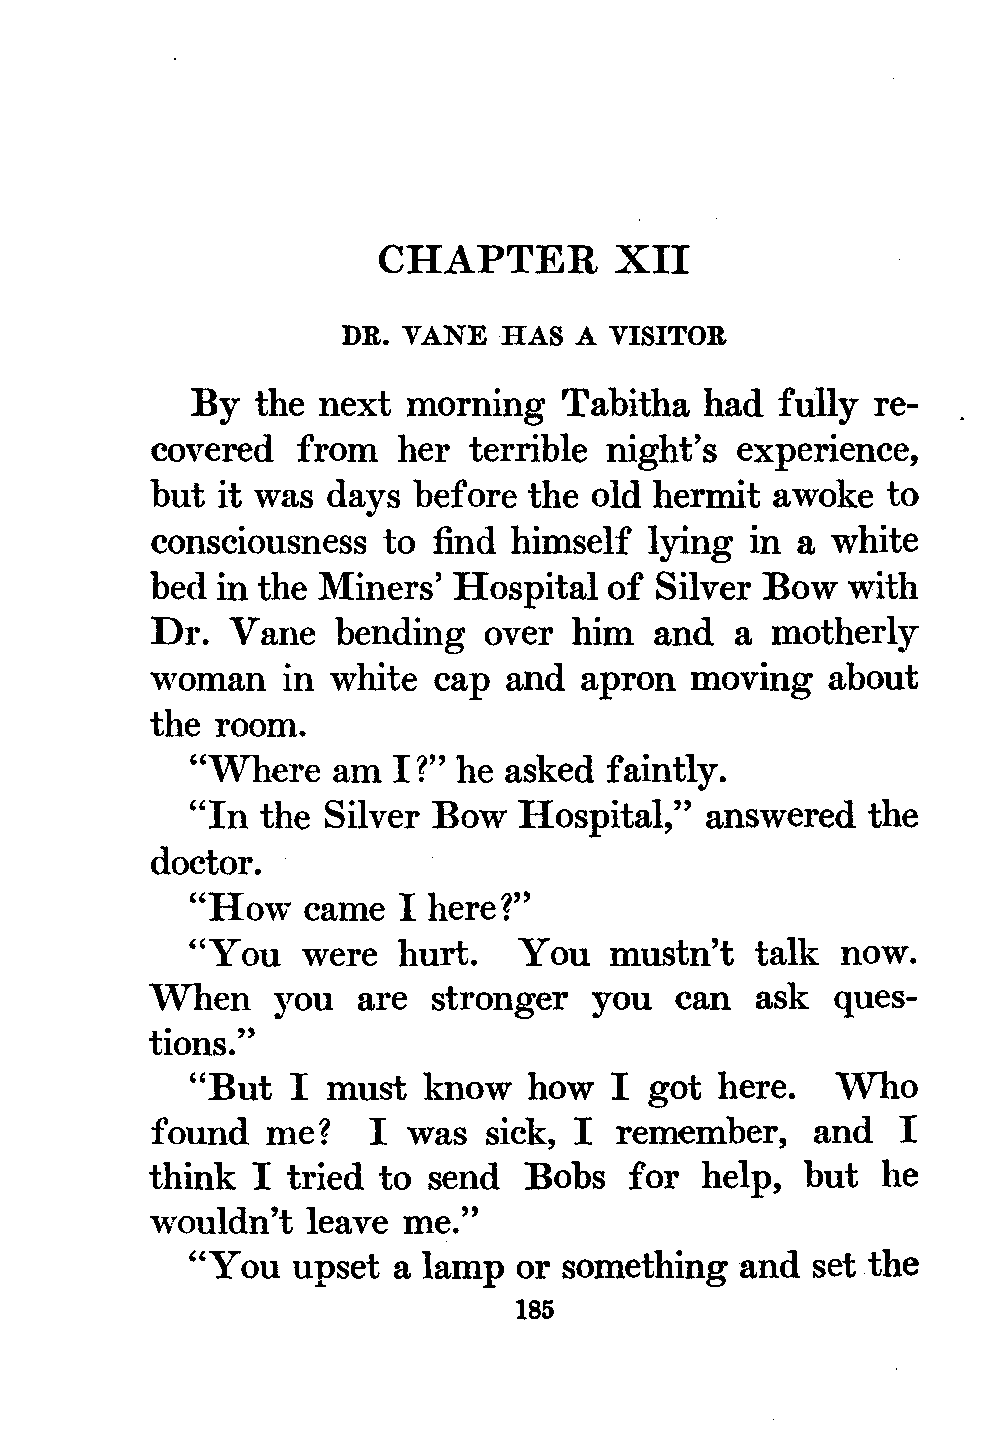 CHAPTER XII
DR. VANE HAS A VISITOR
By the next morning Tabitha had fully re-
covered from her terrible night's experience,
but it was days before the old hermit awoke to
consciousness to find himself lying in a white
bed in the Miners' Hospital of Silver Bow with
Dr. Vane bending over him and a motherly
woman in white cap and apron moving about
the room.
“Where am I?” he asked faintly.
“In the Silver Bow Hospital,” answered the
doctor.
“How came I here?”
“You were hurt. You mustn't talk now.
When you are stronger you can ask ques-
tions.”
“But I must know how I got here. Who
found me? I was sick, I remember, and I
think I tried to send Bobs for help, but he
wouldn't leave me.”
“You upset a lamp or something and set the
185